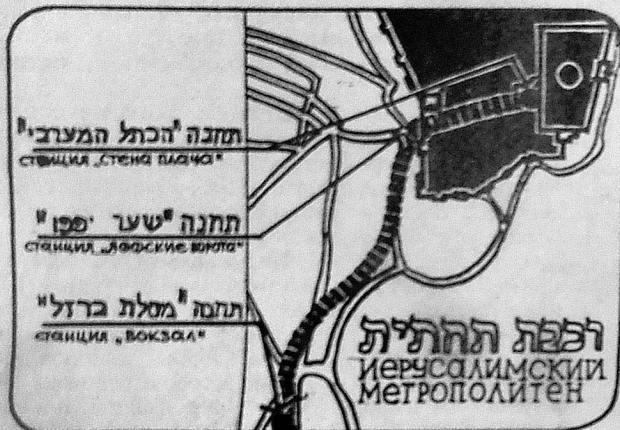 תחנה "הכתל המערבי"
станция „стена плача"
תחנה "שער יפו"
станция „яффские ворота"
תחנה "מסלת ברזל"
станция „вокзал"
רכבת תחתית
ИЕРУСАЛИМСКИЙ
МЕТРОПОЛИТЕН